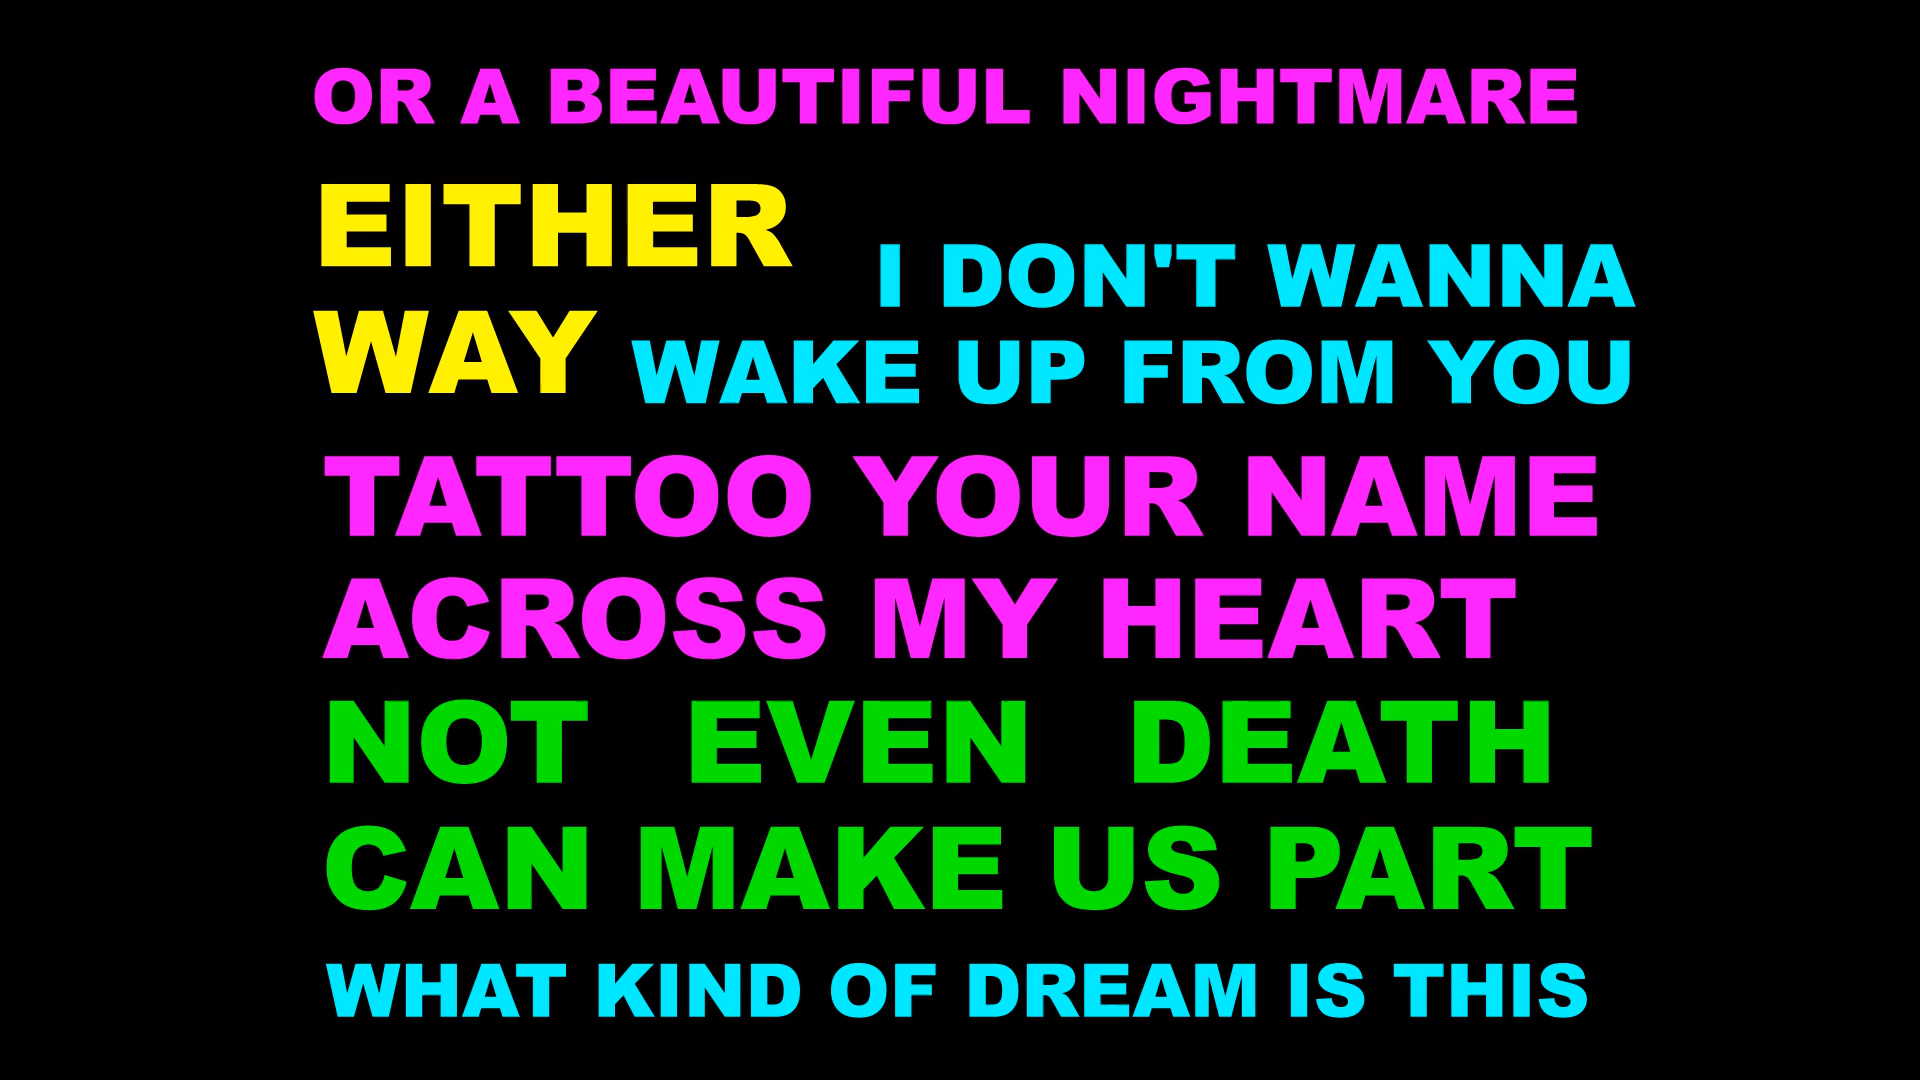 OR A BEAUTIFUL NIGHTMARE
EITHER
WAY
I DON'T WANNA
WAKE UP FROM YOU
TATTOO YOUR NAME
ACROSS MY HEART
NOT EVEN DEATH
CAN MAKE US PART
WHAT KIND OF DREAM IS THIS